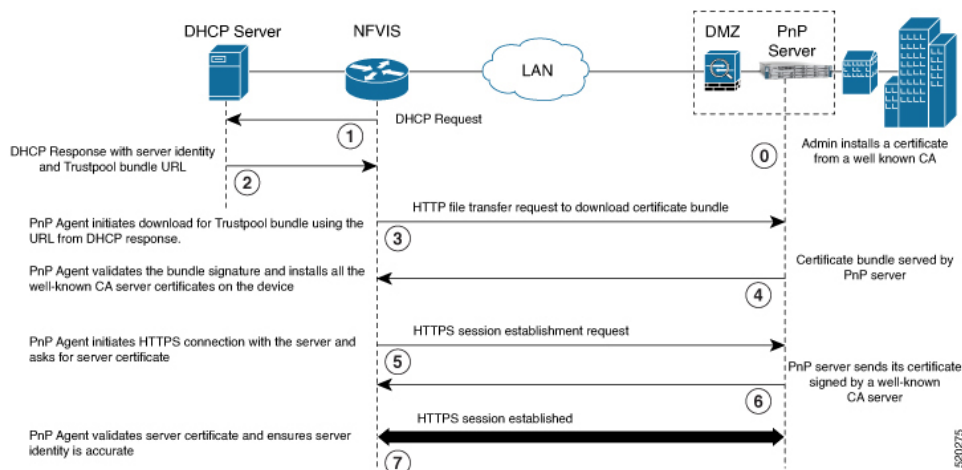 DHCP Server
NFVIS
LAN
DMZ
PnP
Server
DHCP Request
1
0
Admin installs a certificate
from a well known CA
DHCP Response with server identity
and Trustpool bundle URL
2
HTTP file transfer request to download certificate bundle
PnP Agent initiates download for Trustpool bundle using the
URL from DHCP response.
3
PnP Agent validates the bundle signature and installs all the
well-known CA server certificates on the device
Certificate bundle served by
PnP server
4
HTTPS session establishment request
PnP Agent initiates HTTPS connection with the server and
asks for server certificate
5
PnP server sends its certificate
signed by a well-known
CA server
6
HTTPS session established
PnP Agent validates server certificate and ensures server
identity is accurate
7
520275